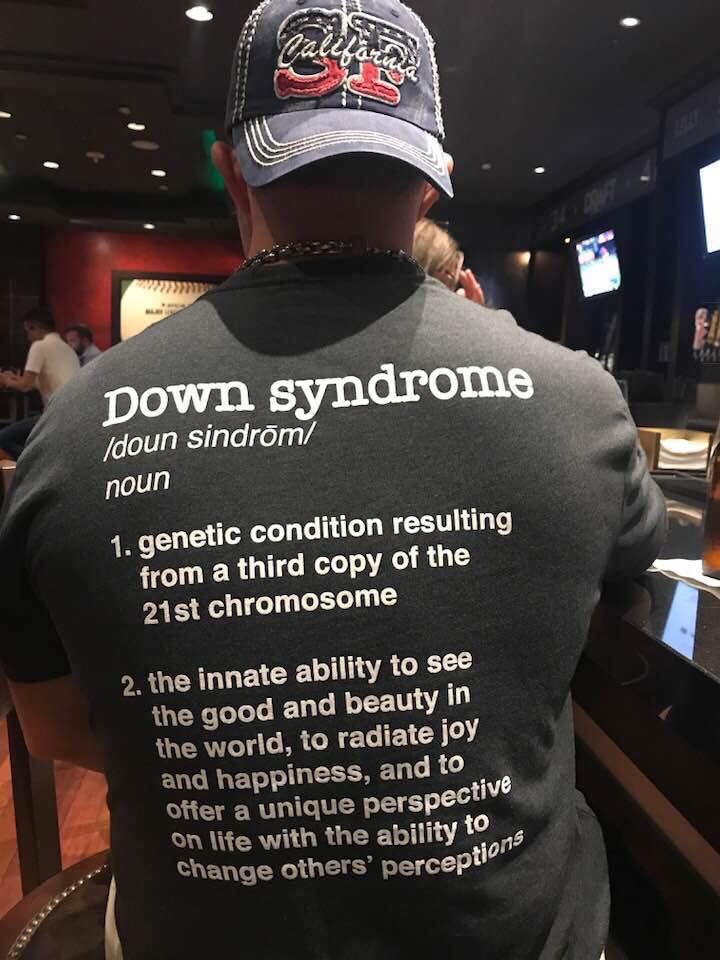 California
SF
Down syndrome
/doun sindrōm/
noun
1. genetic condition resulting
from a third copy of the
21st chromosome
2. the innate ability to see
the good and beauty in
the world, to radiate joy
and happiness, and to
offer a unique perspective
on life with the ability to
change others' perceptions